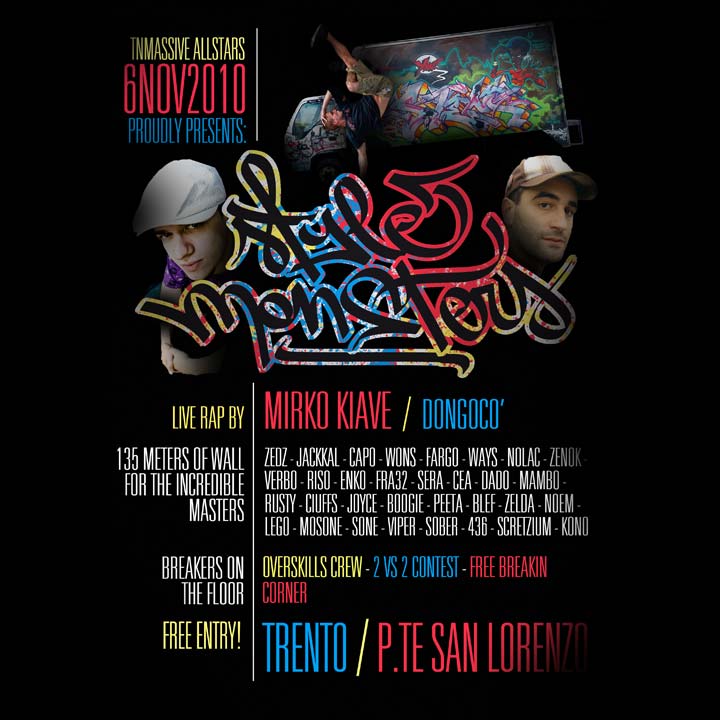 TNMASSIVE ALLSTARS
6NOV2010
PROUDLY PRESENTS:
style
monsters
LIVE RAP BY
MIRKO KIAVE / DONGOCO'
135 METERS OF WALL
FOR THE INCREDIBLE
MASTERS
ZEDZ - JACKKAL - CAPO - WONS - FARGO - WAYS - NOLAC - ZENOK -
VERBO - RISO - ENKO - FRA32 - SERA - CEA - DADO - MAMBO -
RUSTY - CIUFFS - JOYCE - BOOGIE - PEETA - BLEF - ZELDA - NOEM -
LEGO - MOSONE - SONE - VIPER - SOBER - 436 - SCRETZIUM - KONO
BREAKERS ON
THE FLOOR
OVERSKILLS CREW - 2 VS 2 CONTEST - FREE BREAKIN
CORNER
FREE ENTRY!
TRENTO / P.TE SAN LORENZO